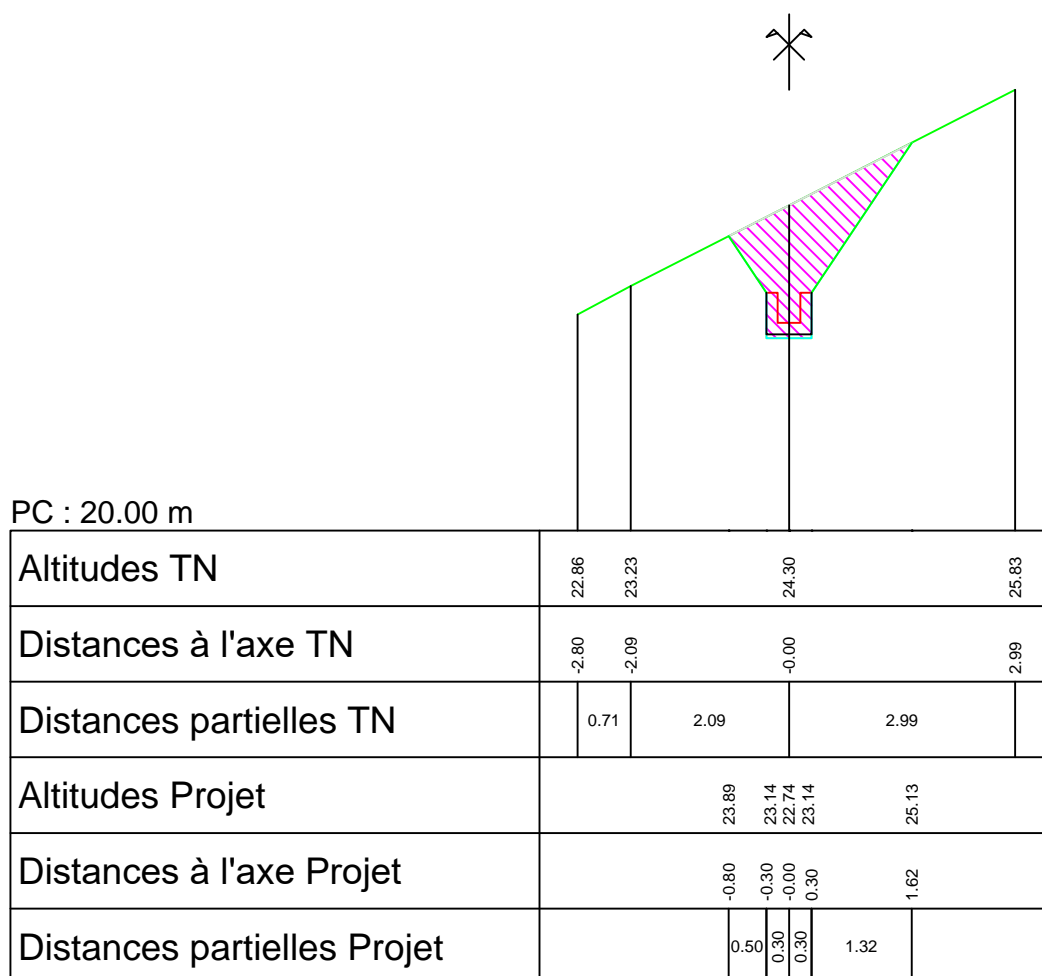 PC : 20.00 m
Altitudes TN 22.86 23.23 24.30 25.83
Distances à l'axe TN -2.80 -2.09 -0.00 2.99
Distances partielles TN 0.71 2.09 2.99
Altitudes Projet 23.89 23.14 22.74 23.14 25.13
Distances à l'axe Projet -0.80 -0.30 -0.00 0.30 1.62
Distances partielles Projet 0.50 0.30 0.30 1.32